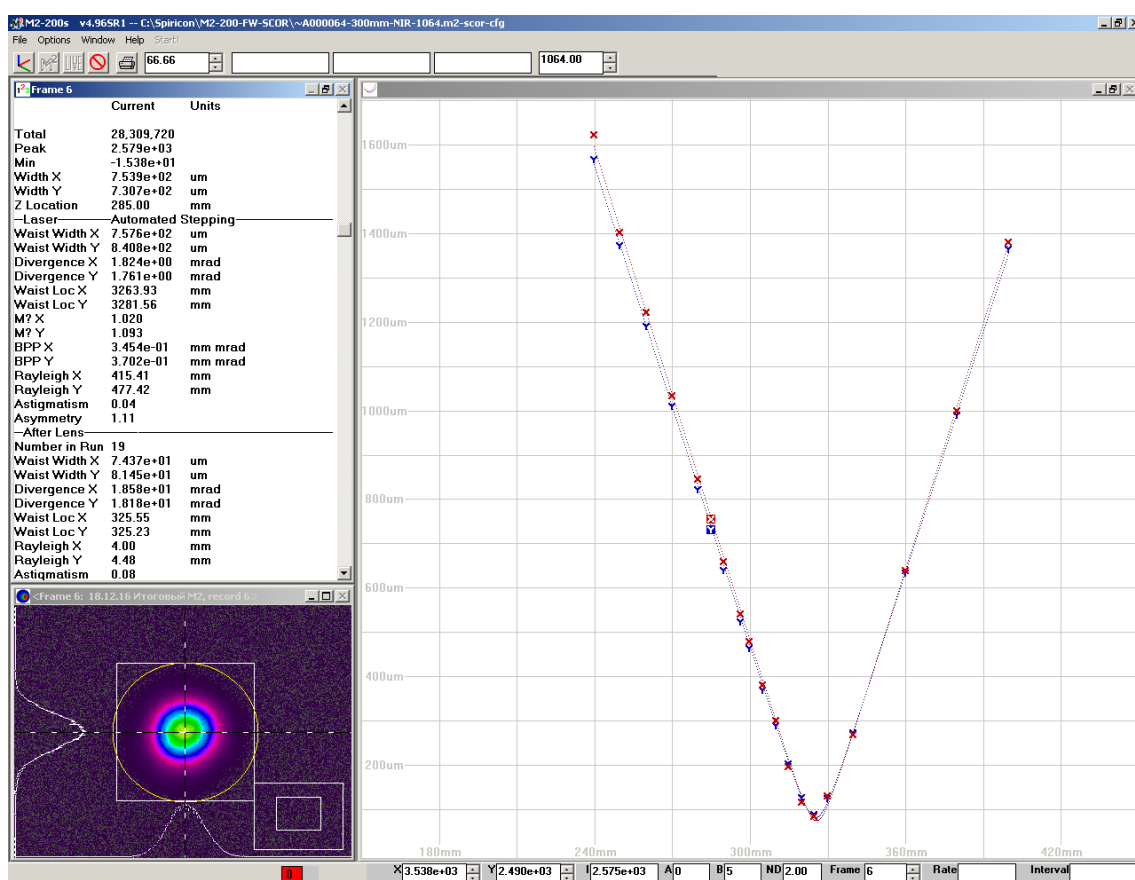 M2-200s v4.965R1 -- C:\Spiricon\M2-200-FW-SCOR\~A000064-300mm-NIR-1064.m2-scor-cfg
File Options Window Help Start!
M² LIVE 66.66 1064.00
Frame 6
Current Units
Total 28,309,720
Peak 2.579e+03
Min -1.538e+01
Width X 7.539e+02 um
Width Y 7.307e+02 um
Z Location 285.00 mm
Laser Automated Stepping
Waist Width X 7.576e+02 um
Waist Width Y 8.408e+02 um
Divergence X 1.824e+00 mrad
Divergence Y 1.761e+00 mrad
Waist Loc X 3263.93 mm
Waist Loc Y 3281.56 mm
M? X 1.020
M? Y 1.093
BPP X 3.454e-01 mm mrad
BPP Y 3.702e-01 mm mrad
Rayleigh X 415.41 mm
Rayleigh Y 477.42 mm
Astigmatism 0.04
Asymmetry 1.11
After Lens
Number in Run 19
Waist Width X 7.437e+01 um
Waist Width Y 8.145e+01 um
Divergence X 1.858e+01 mrad
Divergence Y 1.818e+01 mrad
Waist Loc X 325.55 mm
Waist Loc Y 325.23 mm
Rayleigh X 4.00 mm
Rayleigh Y 4.48 mm
Astigmatism 0.08
<Frame 6: 18.12.16 Итоговый M2, record 6>
1600um
1400um
1200um
1000um
800um
600um
400um
200um
180mm 240mm 300mm 360mm 420mm
0 X 3.538e+03 Y 2.490e+03 I 2.575e+03 A 0 B 5 ND 2.00 Frame 6 Rate Interval